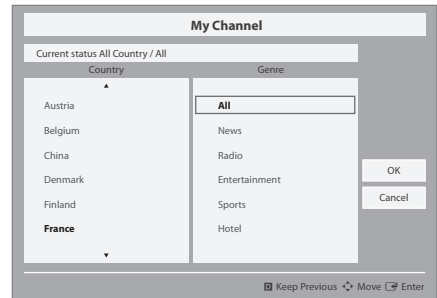 My Channel
Current status All Country / All
Country Genre
Austria All
Belgium News
China Radio
Denmark Entertainment
Finland Sports
France Hotel
OK
Cancel
D Keep Previous Move Enter